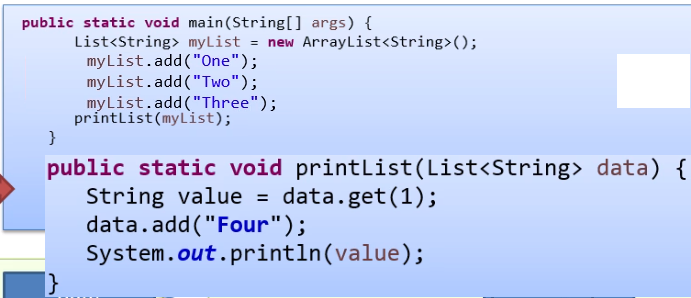 public static void main(String[] args) {
List<String> myList = new ArrayList<String>();
myList.add("One");
myList.add("Two");
myList.add("Three");
printList(myList);
}
public static void printList(List<String> data) {
String value = data.get(1);
data.add("Four");
System.out.println(value);
}